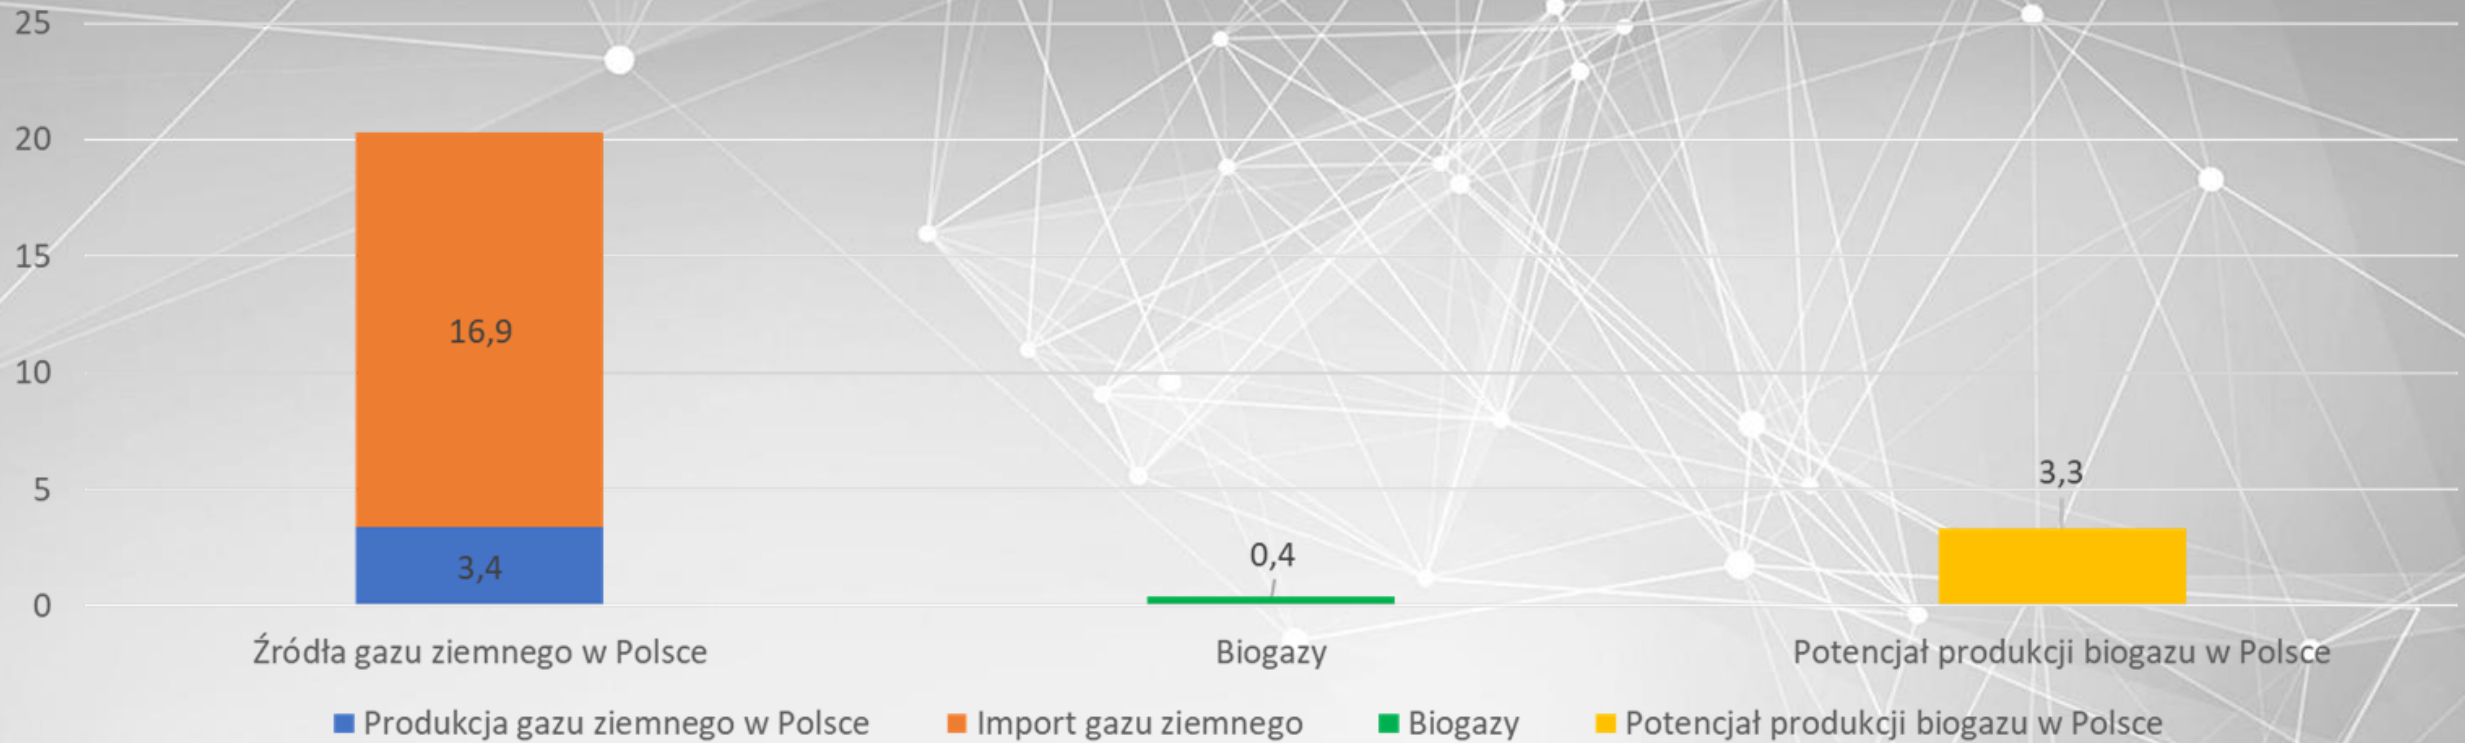 25
20
15
10
5
0
16,9
3,4
0,4
3,3
Źródła gazu ziemnego w Polsce
Biogazy
Potencjał produkcji biogazu w Polsce
Produkcja gazu ziemnego w Polsce
Import gazu ziemnego
Biogazy
Potencjał produkcji biogazu w Polsce